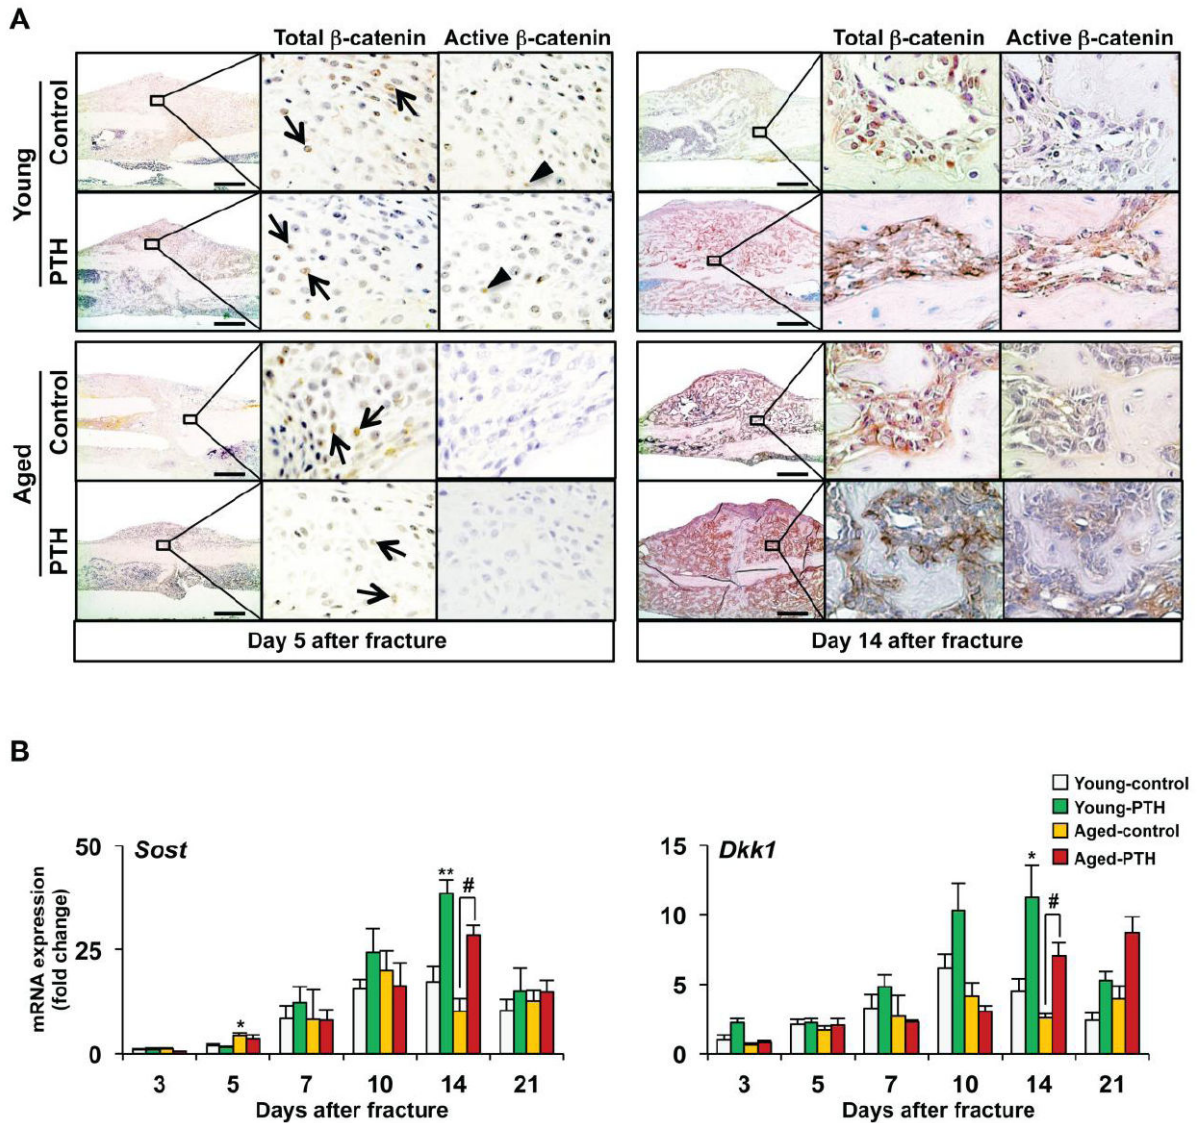 A
Total β-catenin Active β-catenin Total β-catenin Active β-catenin
Young
Control
PTH
Aged
Control
PTH
Day 5 after fracture Day 14 after fracture
B
Young-control
Young-PTH
Aged-control
Aged-PTH
mRNA expression
(fold change)
Sost
50
25
0
*
**
#
3 5 7 10 14 21
Days after fracture
Dkk1
15
10
5
0
*
#
3 5 7 10 14 21
Days after fracture